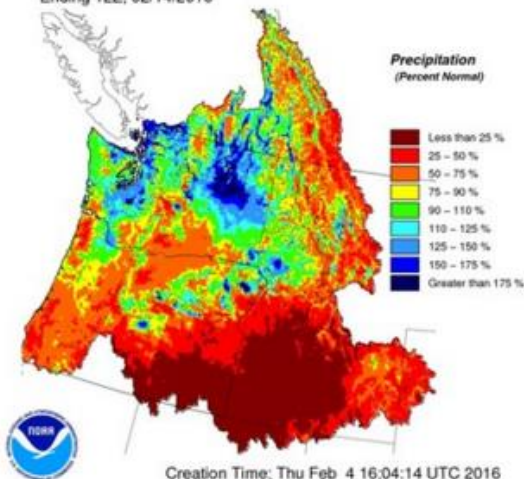 Precipitation
(Percent Normal)
Less than 25 %
25 – 50 %
50 – 75 %
75 – 90 %
90 – 110 %
110 – 125 %
125 – 150 %
150 – 175 %
Greater than 175 %
NOAA
Creation Time: Thu Feb 4 16:04:14 UTC 2016